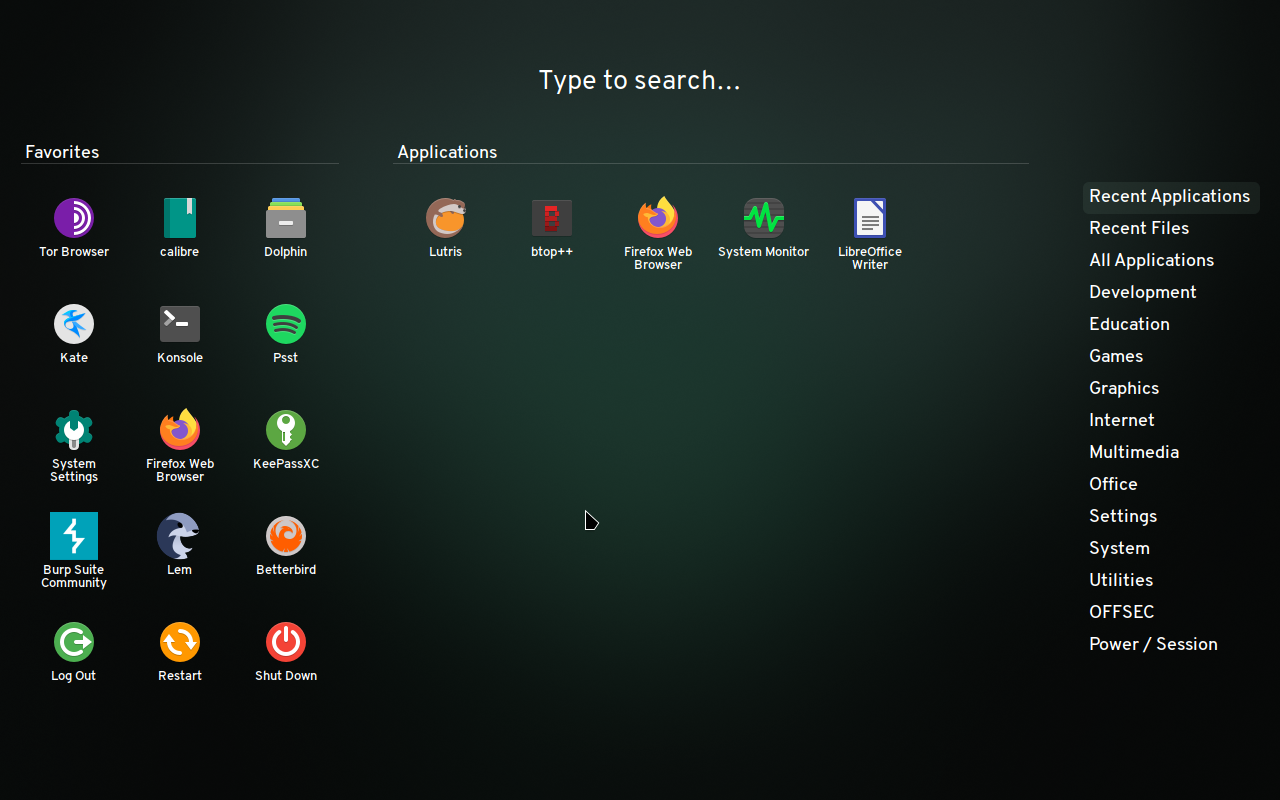 Type to search...
Favorites
Tor Browser
calibre
Dolphin
Kate
Konsole
Psst
System
Settings
Firefox Web
Browser
KeePassXC
Burp Suite
Community
Lem
Betterbird
Log Out
Restart
Shut Down
Applications
Lutris
btop++
Firefox Web
Browser
System Monitor
LibreOffice
Writer
Recent Applications
Recent Files
All Applications
Development
Education
Games
Graphics
Internet
Multimedia
Office
Settings
System
Utilities
OFFSEC
Power / Session